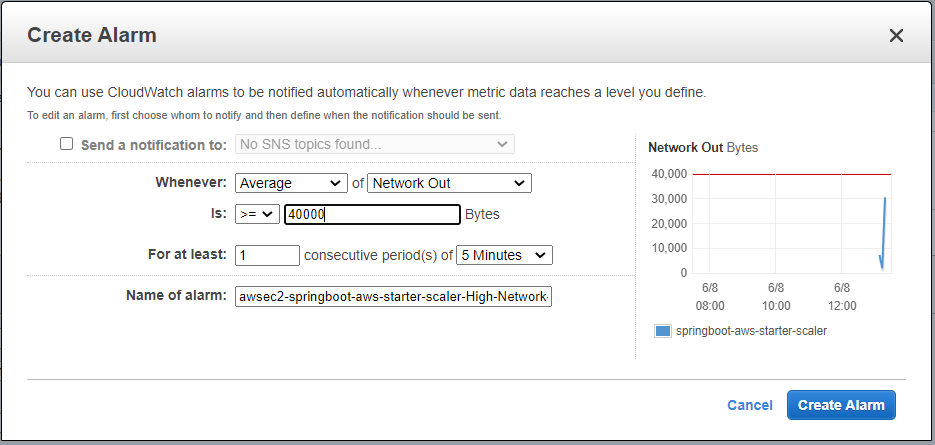 Create Alarm
You can use CloudWatch alarms to be notified automatically whenever metric data reaches a level you define.
To edit an alarm, first choose whom to notify and then define when the notification should be sent.
Send a notification to: No SNS topics found...
Whenever: Average of Network Out
Is: >= 40000 Bytes
For at least: 1 consecutive period(s) of 5 Minutes
Name of alarm: awsec2-springboot-aws-starter-scaler-High-Network-
Network Out Bytes
40,000
30,000
20,000
10,000
0
6/8 6/8 6/8
08:00 10:00 12:00
springboot-aws-starter-scaler
Cancel Create Alarm